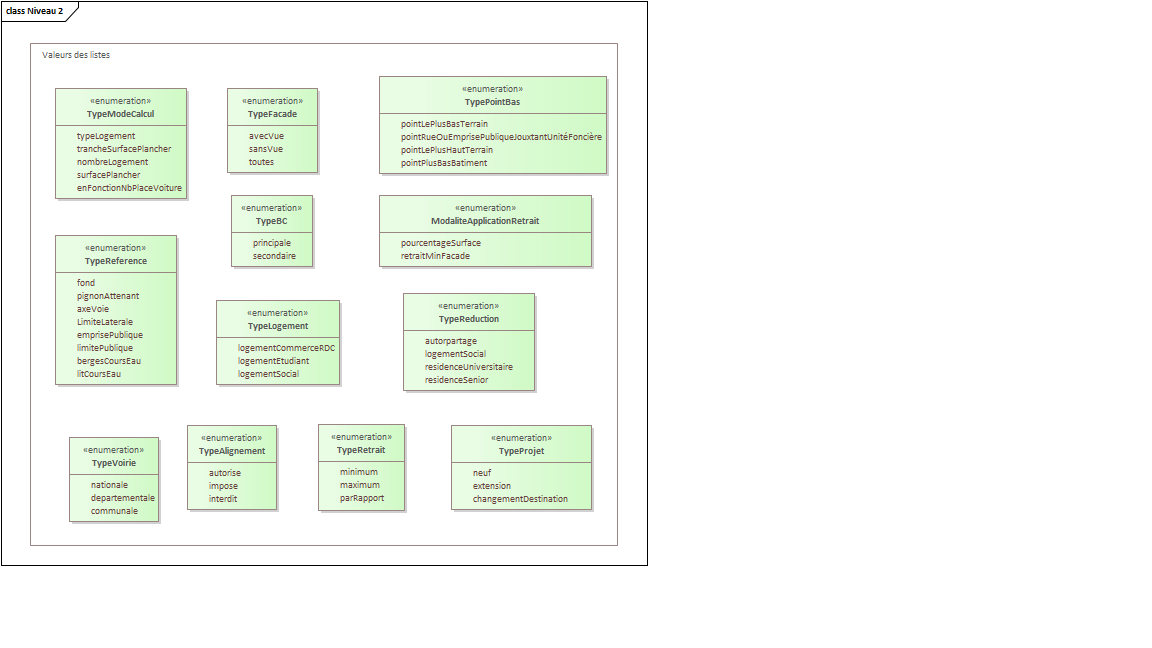 class Niveau 2
Valeurs des listes
«enumeration»
TypeModeCalcul
typeLogement
trancheSurfacePlancher
nombreLogement
surfacePlancher
enFonctionNbPlaceVoiture
«enumeration»
TypeFacade
avecVue
sansVue
toutes
«enumeration»
TypePointBas
pointLePlusBasTerrain
pointRueOuEmprisePubliqueJouxtantUnitéFoncière
pointLePlusHautTerrain
pointPlusBasBatiment
«enumeration»
TypeBC
principale
secondaire
«enumeration»
ModaliteApplicationRetrait
pourcentageSurface
retraitMinFacade
«enumeration»
TypeReference
fond
pignonAttenant
axeVoie
LimiteLaterale
emprisePublique
limitePublique
bergesCoursEau
litCoursEau
«enumeration»
TypeLogement
logementCommerceRDC
logementEtudiant
logementSocial
«enumeration»
TypeReduction
autorpartage
logementSocial
residenceUniversitaire
residenceSenior
«enumeration»
TypeVoirie
nationale
departementale
communale
«enumeration»
TypeAlignement
autorise
impose
interdit
«enumeration»
TypeRetrait
minimum
maximum
parRapport
«enumeration»
TypeProjet
neuf
extension
changementDestination